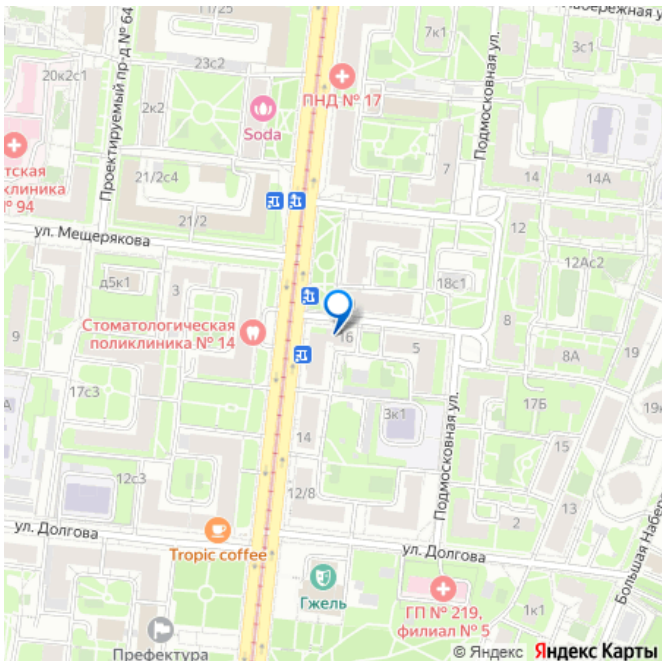 11/25
Набережная у
7к1
3с1
Проектируемый пр-д № 64
23с2
20к2с1
2к2
ПНД № 17
Soda
Подмосковная ул.
тская
клиника
№ 94
21/2с4
7
14
14А
21/2
12
ул. Мещерякова
12Ас2
д5к1
3
18с1
Стоматологическая
поликлиника № 14
9
16
5
8
8А
19
17с3
А
3к1
17Б
19к
Подмосковная ул.
14
15
12с3
12/8
13
2
ул. Долгова
Tropic coffee
ул. Долгова
Большая Набер
Гжель
ГП № 219,
филиал № 5
1к1
Префектура
© Яндекс Яндекс Карты